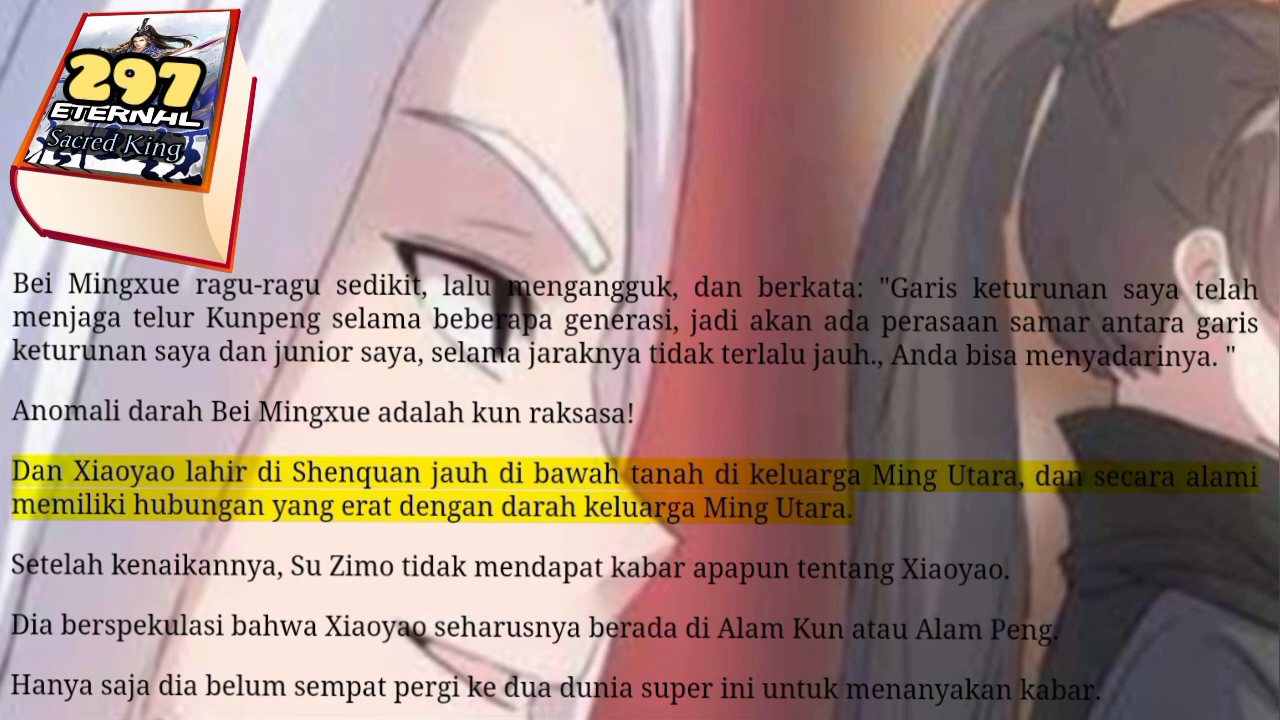 297
ETERNAL
Sacred King
Bei Mingxue ragu-ragu sedikit, lalu mengangguk, dan berkata: "Garis keturunan saya telah
menjaga telur Kunpeng selama beberapa generasi, jadi akan ada perasaan samar antara garis
keturunan saya dan junior saya, selama jaraknya tidak terlalu jauh., Anda bisa menyadarinya. "
Anomali darah Bei Mingxue adalah kun raksasa!
Dan Xiaoyao lahir di Shenquan jauh di bawah tanah di keluarga Ming Utara, dan secara alami
memiliki hubungan yang erat dengan darah keluarga Ming Utara.
Setelah kenaikannya, Su Zimo tidak mendapat kabar apapun tentang Xiaoyao.
Dia berspekulasi bahwa Xiaoyao seharusnya berada di Alam Kun atau Alam Peng.
Hanya saja dia belum sempat pergi ke dua dunia super ini untuk menanyakan kabar.